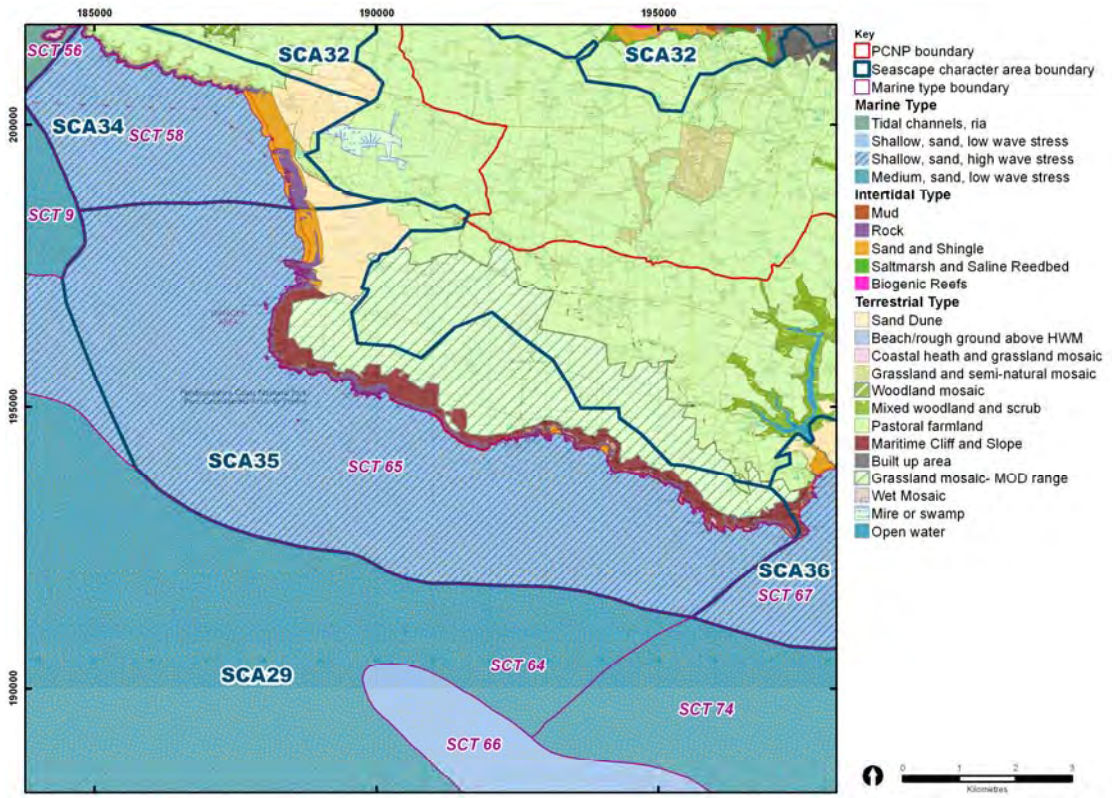 185000 190000 195000
SCT 56
SCA32
SCA32
200000
SCA34
SCT 58
SCT 9
195000
SCA35
SCT 65
SCA36
SCT 67
SCT 64
SCA29
190000
SCT 74
SCT 66
Key
PCNP boundary
Seascape character area boundary
Marine type boundary
Marine Type
Tidal channels, ria
Shallow, sand, low wave stress
Shallow, sand, high wave stress
Medium, sand, low wave stress
Intertidal Type
Mud
Rock
Sand and Shingle
Saltmarsh and Saline Reedbed
Biogenic Reefs
Terrestrial Type
Sand Dune
Beach/rough ground above HWM
Coastal heath and grassland mosaic
Grassland and semi-natural mosaic
Woodland mosaic
Mixed woodland and scrub
Pastoral farmland
Maritime Cliff and Slope
Built up area
Grassland mosaic- MOD range
Wet Mosaic
Mire or swamp
Open water
0 1 2 3
Kilometres